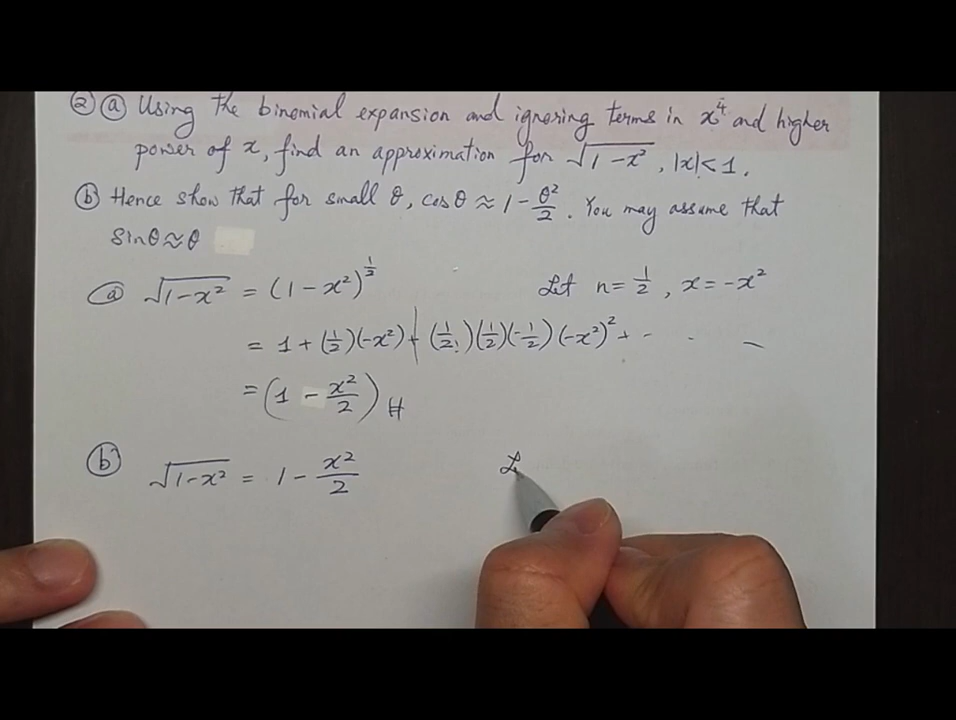 ② ⓐ Using the binomial expansion and ignoring terms in x⁴ and higher
power of x, find an approximation for √(1-x²), |x|<1.
ⓑ Hence show that for small θ, cosθ ≈ 1 - θ²/2. You may assume that
Sinθ≈θ
ⓐ √(1-x²) = (1-x²)^(1/2) Let n=1/2, x=-x²
= 1 + (1/2)(-x²) + (1/2!)(1/2)(-1/2)(-x²)² + - . -
= (1 - x²/2) #
ⓑ √(1-x²) = 1 - x²/2